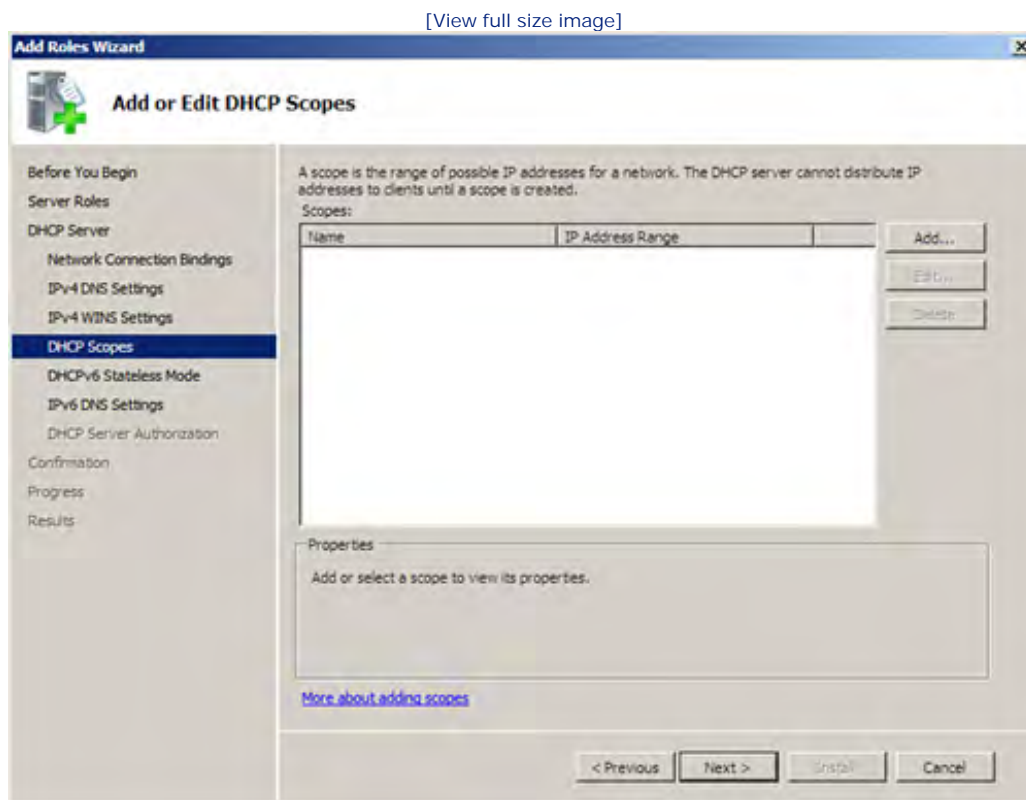 [View full size image]
Add Roles Wizard
Add or Edit DHCP Scopes
Before You Begin
Server Roles
DHCP Server
Network Connection Bindings
IPv4 DNS Settings
IPv4 WINS Settings
DHCP Scopes
DHCPv6 Stateless Mode
IPv6 DNS Settings
DHCP Server Authorization
Confirmation
Progress
Results
A scope is the range of possible IP addresses for a network. The DHCP server cannot distribute IP
addresses to clients until a scope is created.
Scopes:
Name
IP Address Range
Add...
Edit...
Delete
Properties
Add or select a scope to view its properties.
More about adding scopes
< Previous
Next >
Install
Cancel